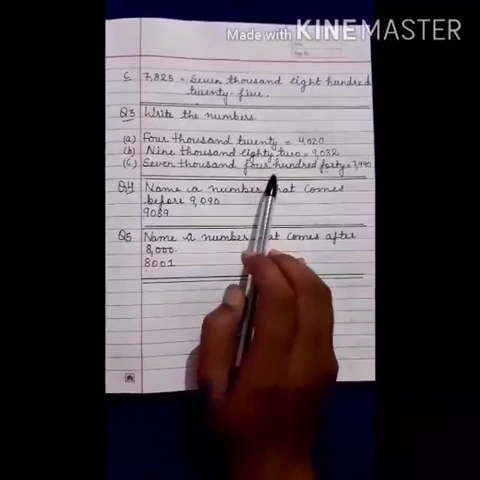 Made with KINEMASTER
C 7,825 = Seven thousand eight hundred
twenty-five.
Q3 Write the numbers.
(a) Four thousand twenty = 4,020
(b) Nine thousand eighty two = 9,082
(c) Seven thousand four hundred forty = 7,440
Q4 Name a number that comes
before 9,090
9089
Q5 Name a number that comes after
8,000.
8001